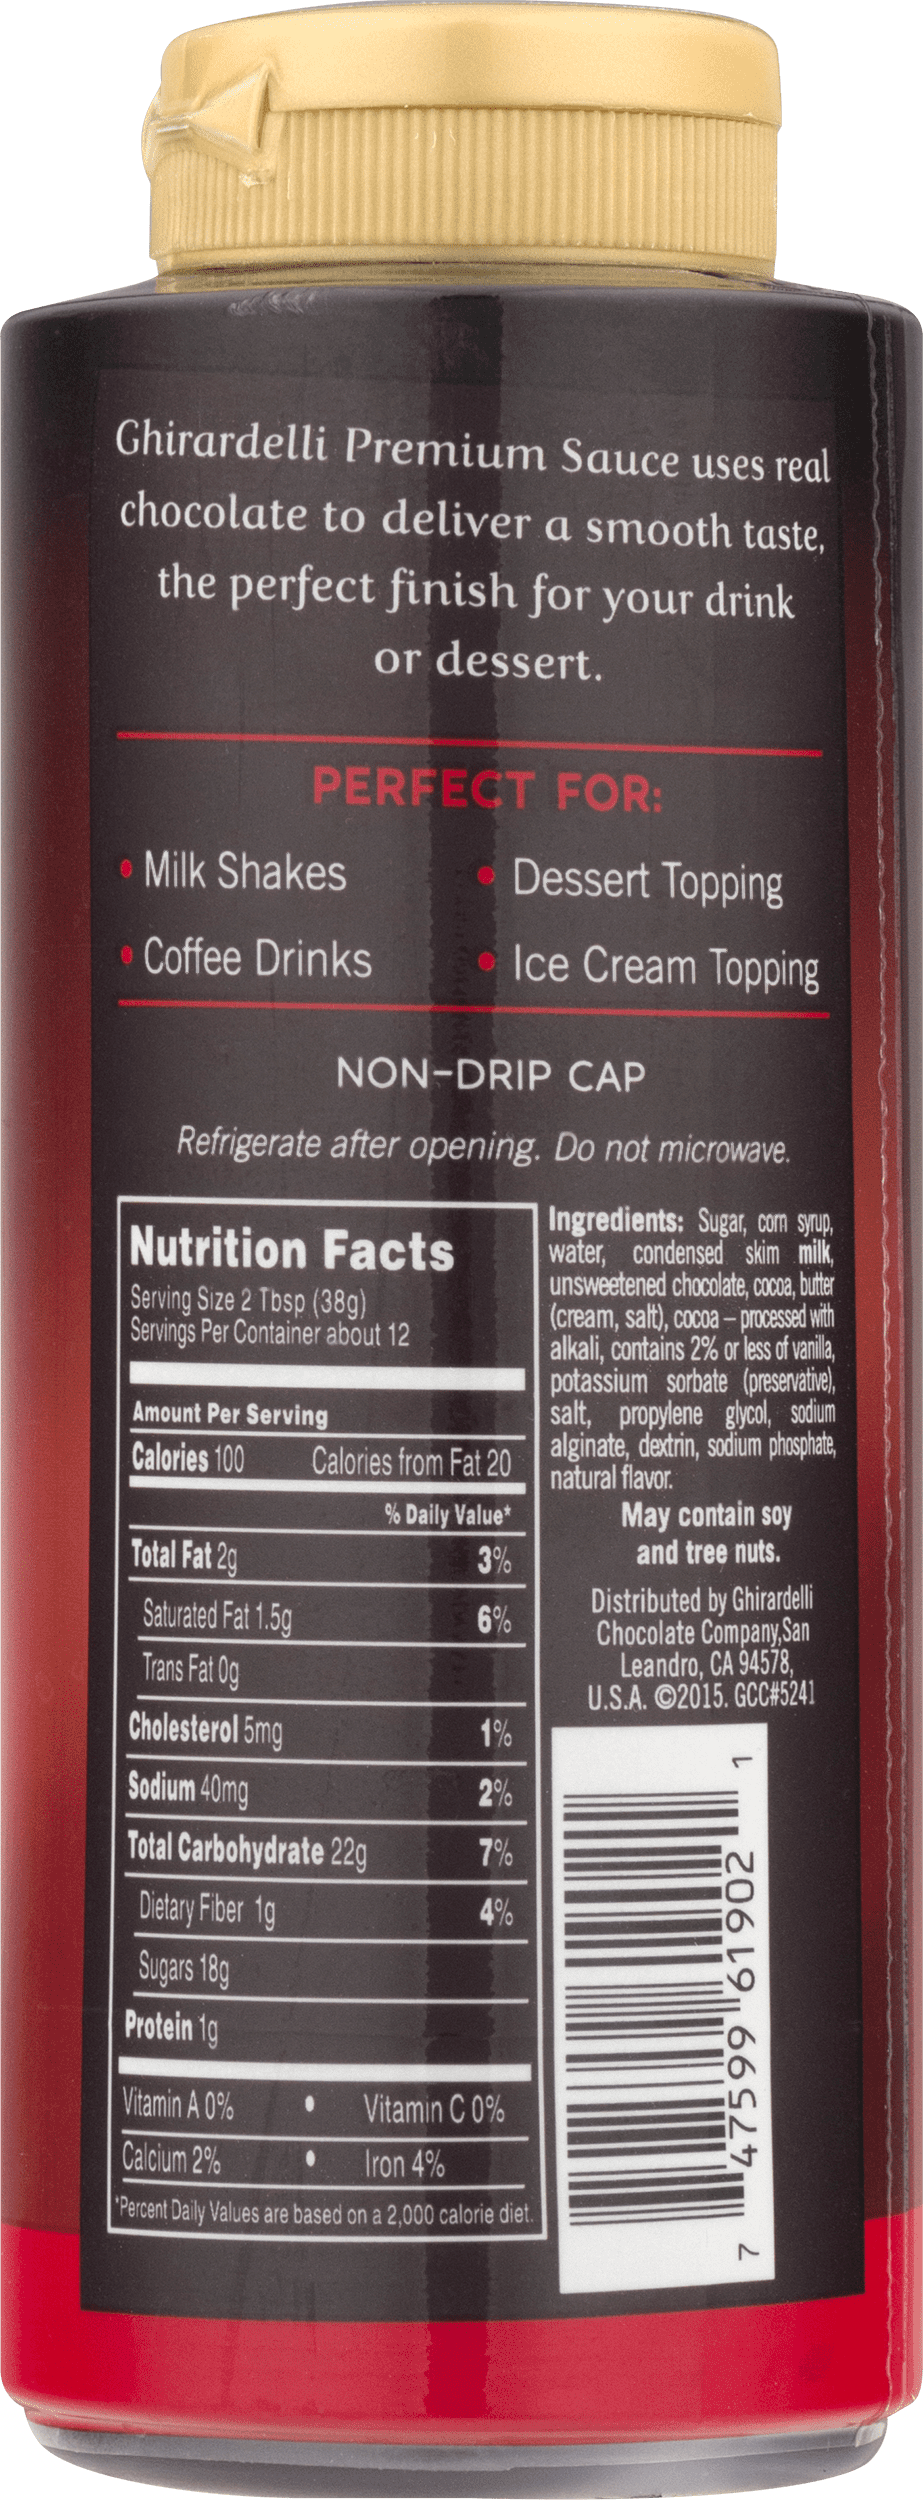 Ghirardelli Premium Sauce uses real
chocolate to deliver a smooth taste,
the perfect finish for your drink
or dessert.
PERFECT FOR:
• Milk Shakes
• Dessert Topping
• Coffee Drinks
• Ice Cream Topping
NON-DRIP CAP
Refrigerate after opening. Do not microwave.
Nutrition Facts
Serving Size 2 Tbsp (38g)
Servings Per Container about 12
Amount Per Serving
Calories 100 Calories from Fat 20
% Daily Value*
Total Fat 2g 3%
Saturated Fat 1.5g 6%
Trans Fat 0g
Cholesterol 5mg 1%
Sodium 40mg 2%
Total Carbohydrate 22g 7%
Dietary Fiber 1g 4%
Sugars 18g
Protein 1g
Vitamin A 0% • Vitamin C 0%
Calcium 2% • Iron 4%
*Percent Daily Values are based on a 2,000 calorie diet.
Ingredients: Sugar, corn syrup,
water, condensed skim milk,
unsweetened chocolate, cocoa, butter
(cream, salt), cocoa – processed with
alkali, contains 2% or less of vanilla,
potassium sorbate (preservative),
salt, propylene glycol, sodium
alginate, dextrin, sodium phosphate,
natural flavor.
May contain soy
and tree nuts.
Distributed by Ghirardelli
Chocolate Company,San
Leandro, CA 94578,
U.S.A. ©2015. GCC#5241
7 47599 61902 1